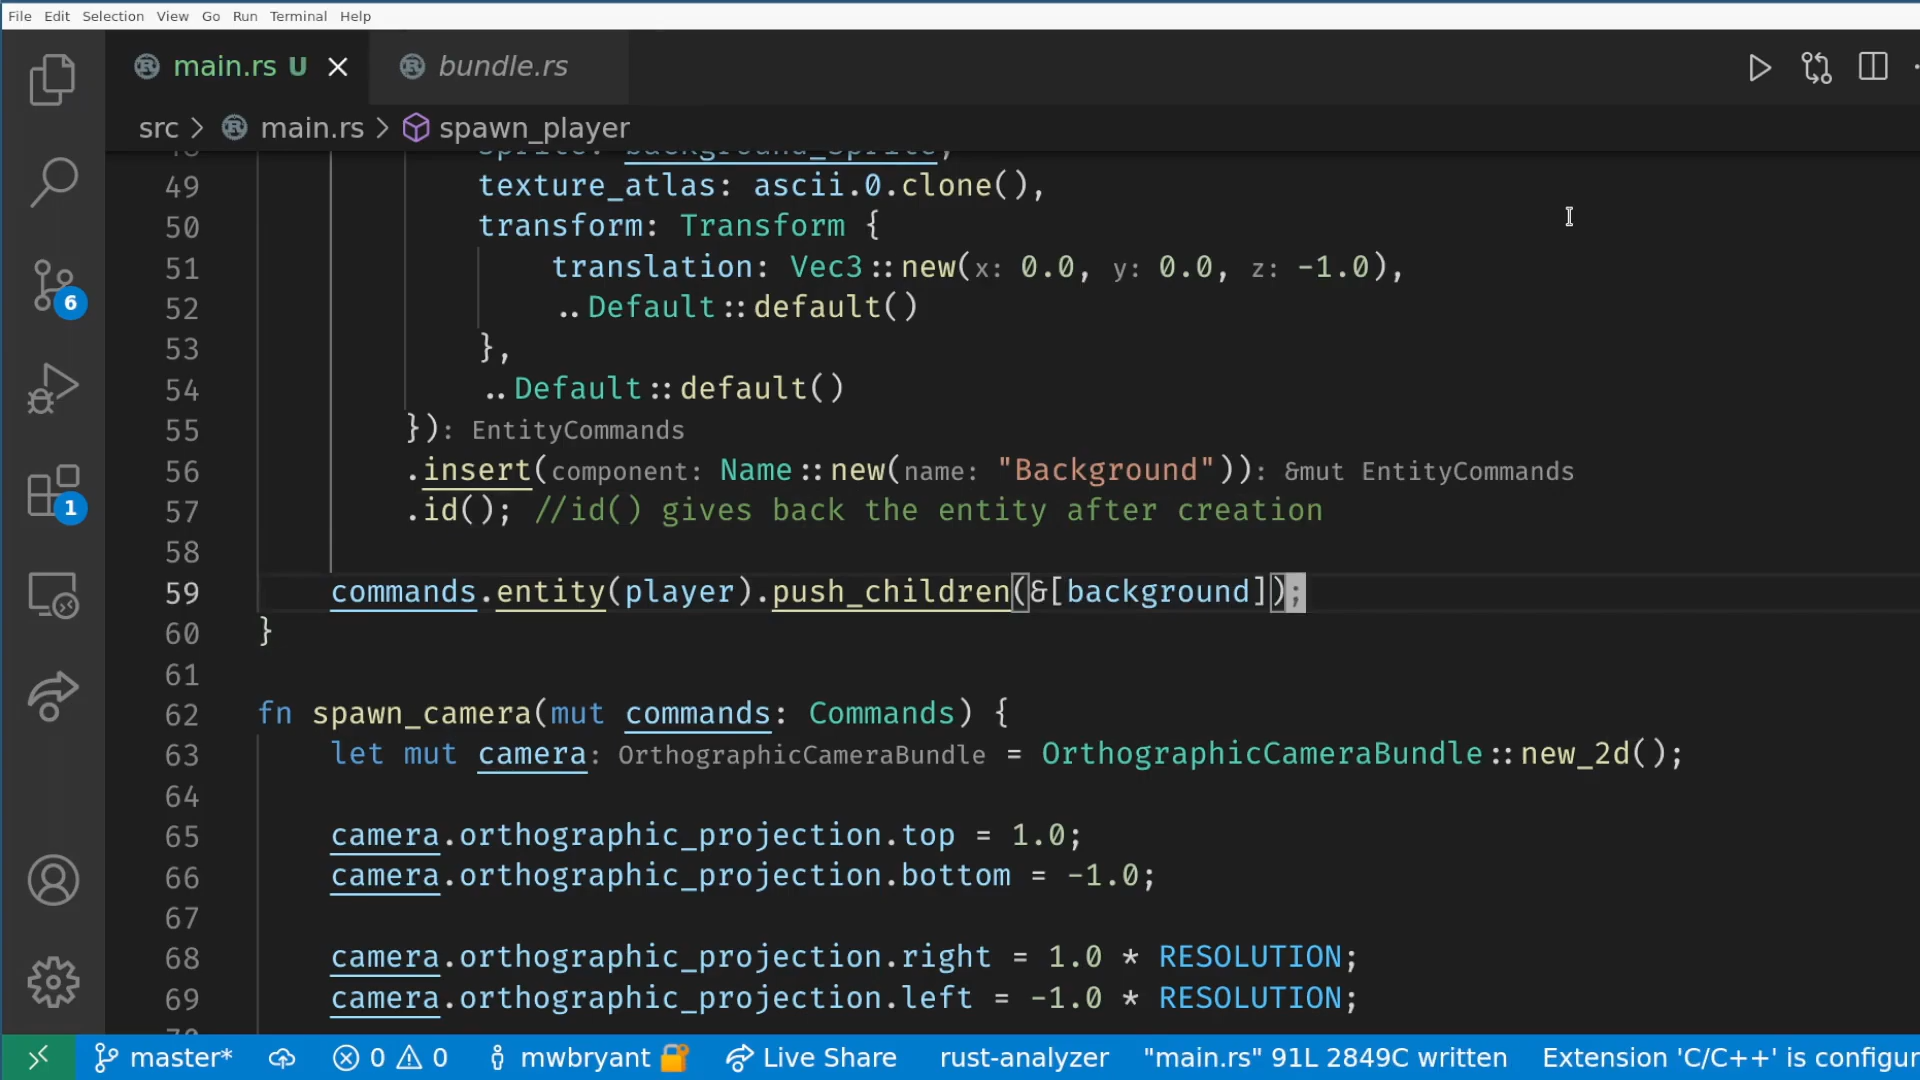 File Edit Selection View Go Run Terminal Help
main.rs U bundle.rs
src > main.rs > spawn_player
sprite: background_sprite,
49 texture_atlas: ascii.0.clone(),
50 transform: Transform {
51 translation: Vec3::new(x: 0.0, y: 0.0, z: -1.0),
52 ..Default::default()
53 },
54 ..Default::default()
55 }): EntityCommands
56 .insert(component: Name::new(name: "Background")): &mut EntityCommands
57 .id(); //id() gives back the entity after creation
58
59 commands.entity(player).push_children(&[background]);
60 }
61
62 fn spawn_camera(mut commands: Commands) {
63 let mut camera: OrthographicCameraBundle = OrthographicCameraBundle::new_2d();
64
65 camera.orthographic_projection.top = 1.0;
66 camera.orthographic_projection.bottom = -1.0;
67
68 camera.orthographic_projection.right = 1.0 * RESOLUTION;
69 camera.orthographic_projection.left = -1.0 * RESOLUTION;
6
1
master* 0 0 mwbryant Live Share rust-analyzer "main.rs" 91L 2849C written Extension 'C/C++' is configur